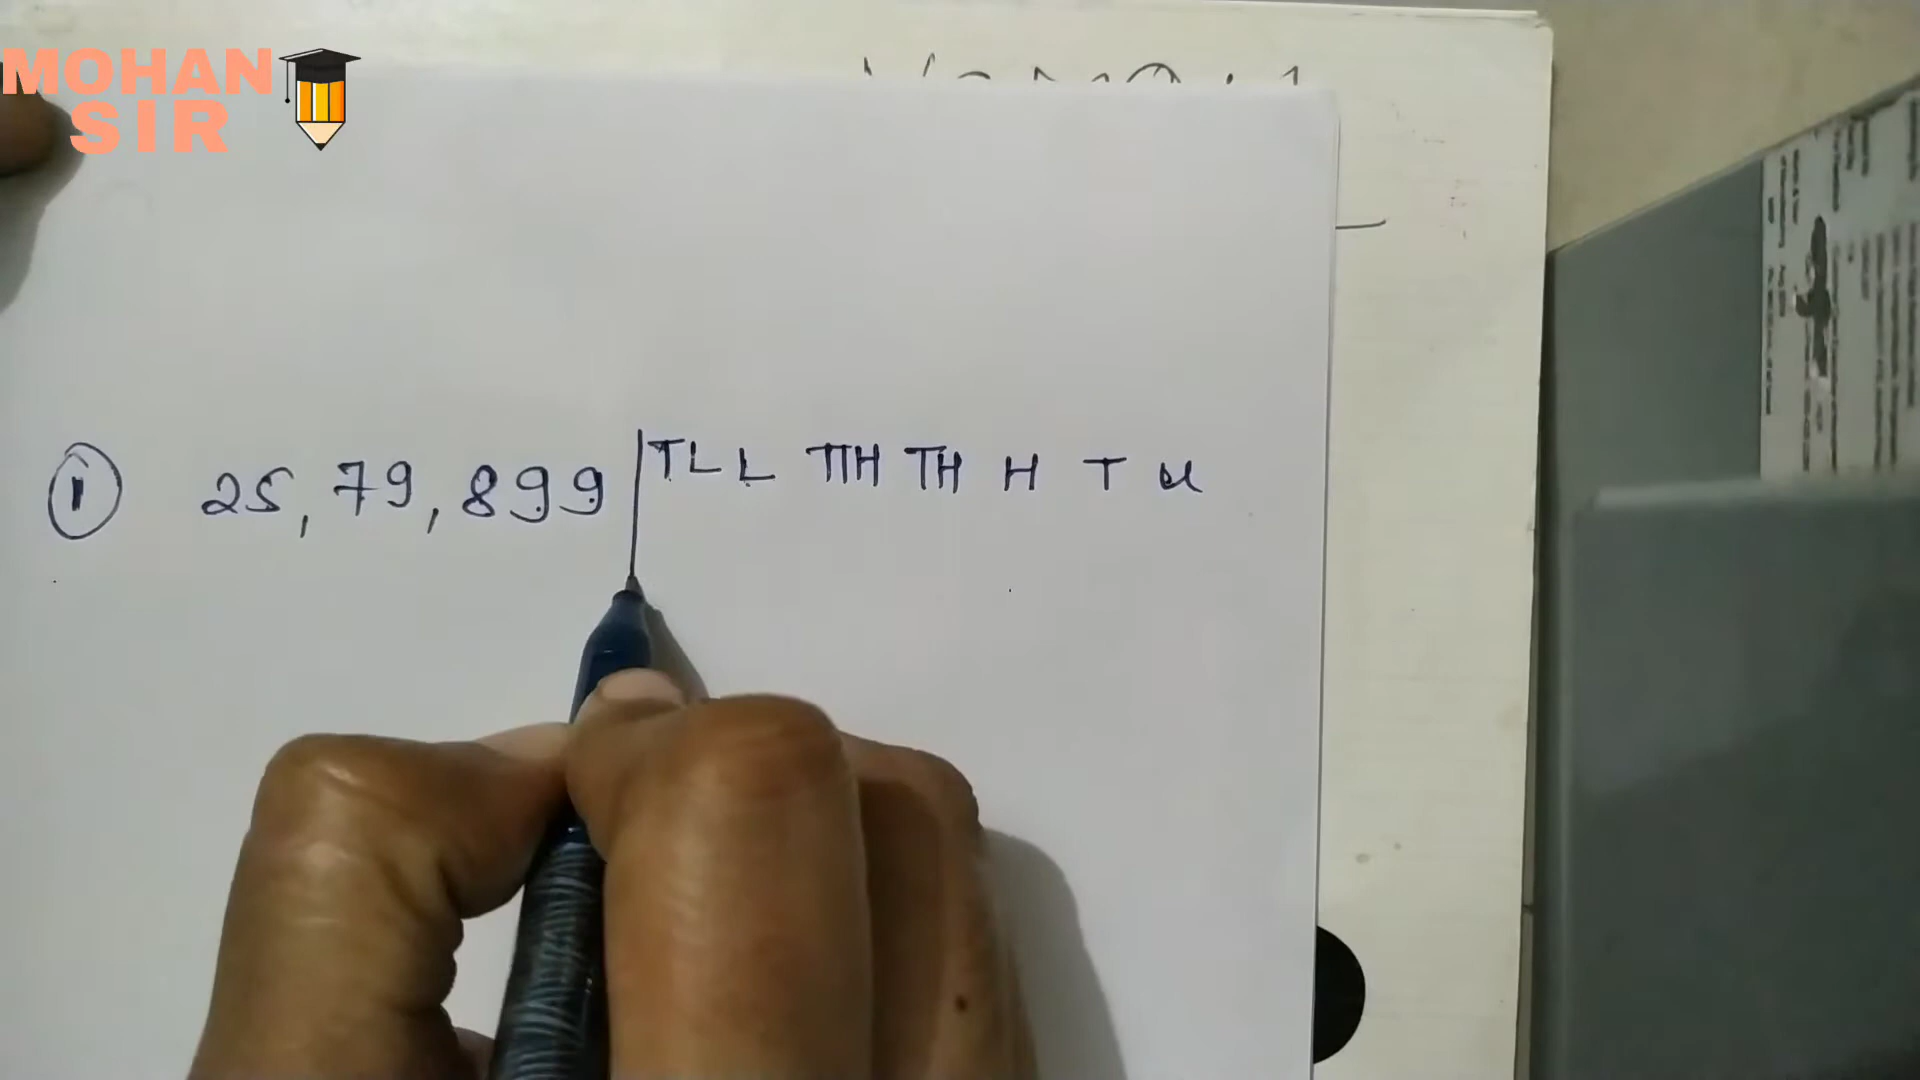 MOHAN
SIR
① 25,79,899 | TL L TTH TH H T U